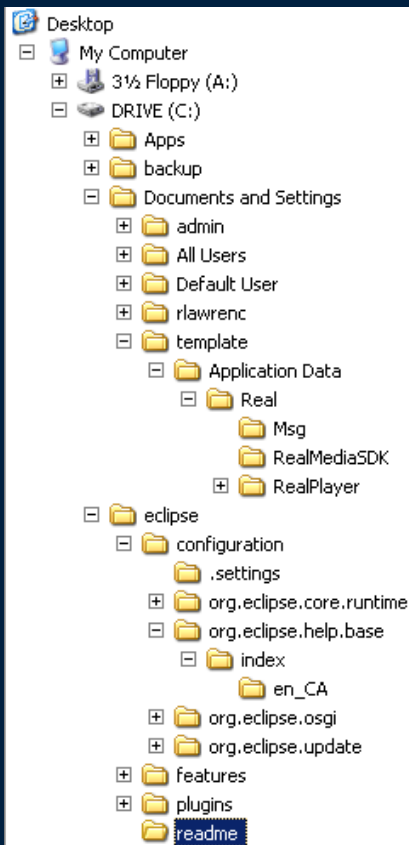 Desktop
My Computer
3½ Floppy (A:)
DRIVE (C:)
Apps
backup
Documents and Settings
admin
All Users
Default User
rlawrenc
template
Application Data
Real
Msg
RealMediaSDK
RealPlayer
eclipse
configuration
.settings
org.eclipse.core.runtime
org.eclipse.help.base
index
en_CA
org.eclipse.osgi
org.eclipse.update
features
plugins
readme